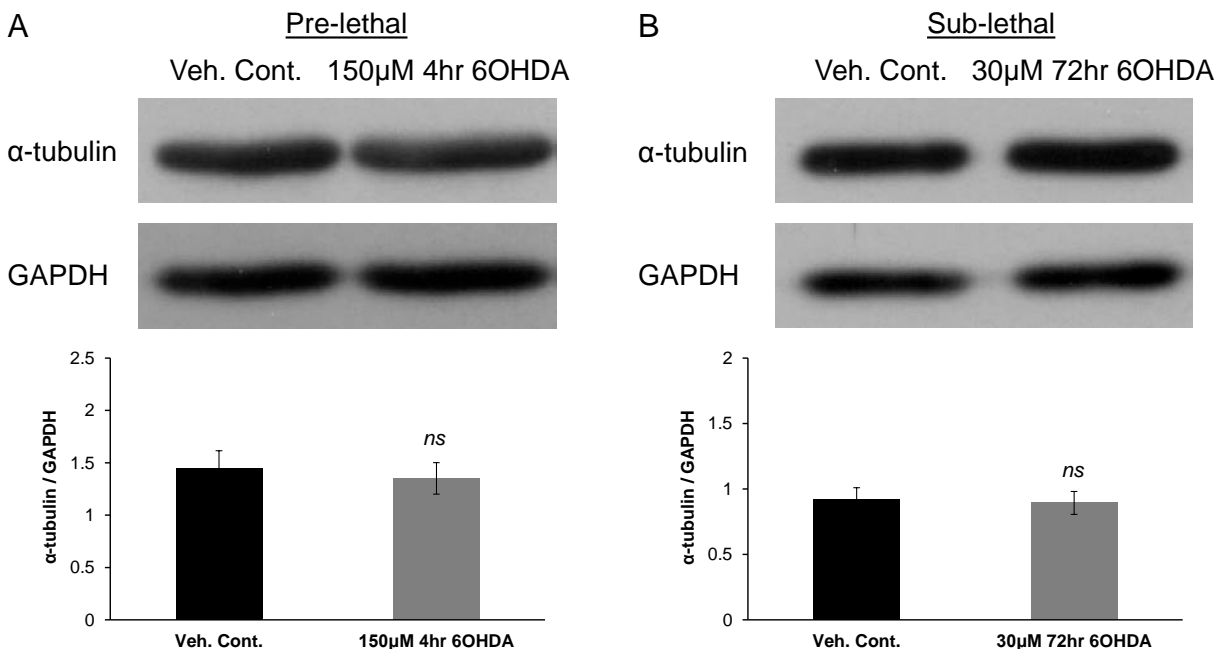 A
Pre-lethal
Veh. Cont. 150µM 4hr 6OHDA
α-tubulin
GAPDH
2.5
2
1.5
1
0.5
0
α-tubulin / GAPDH
ns
Veh. Cont. 150µM 4hr 6OHDA
B
Sub-lethal
Veh. Cont. 30µM 72hr 6OHDA
α-tubulin
GAPDH
2
1.5
1
0.5
0
α-tubulin / GAPDH
ns
Veh. Cont. 30µM 72hr 6OHDA